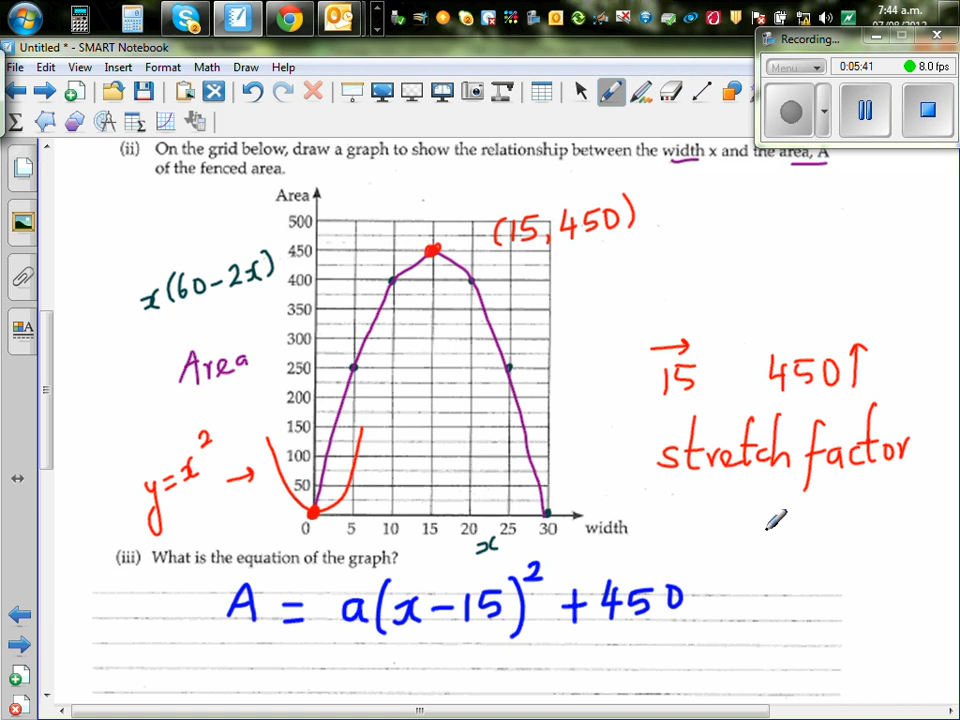 7:44 a.m.
07/08/2012
Untitled * - SMART Notebook
Recording...
File Edit View Insert Format Math Draw Help
Menu
0:05:41
8.0 fps
(ii) On the grid below, draw a graph to show the relationship between the width x and the area, A
of the fenced area.
Area
500
(15, 450)
450
x(60-2x)
400
350
300
15 450↑
Area
250
200
stretch factor
150
y=x² →
100
50
0 5 10 15 20 25 30 width
x
(iii) What is the equation of the graph?
A = a(x-15)² + 450